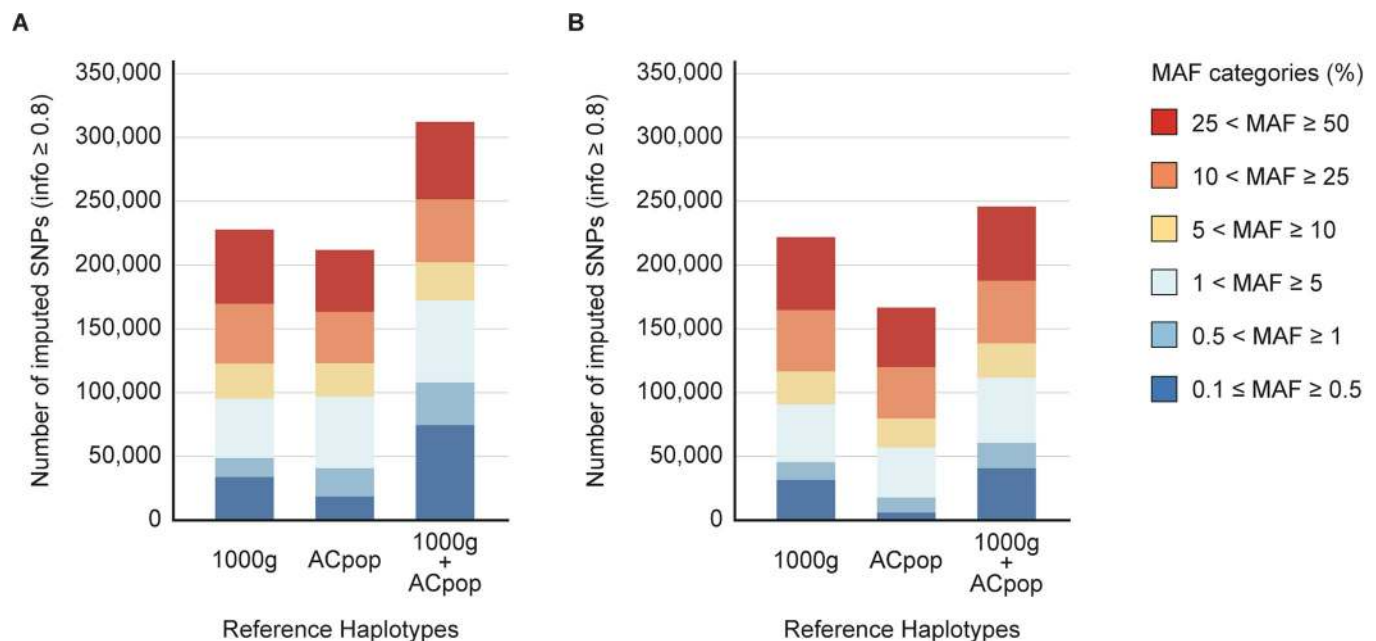 A
Number of imputed SNPs (info ≥ 0.8)
350,000
300,000
250,000
200,000
150,000
100,000
50,000
0
1000g
ACpop
1000g
+
ACpop
Reference Haplotypes
B
Number of imputed SNPs (info ≥ 0.8)
350,000
300,000
250,000
200,000
150,000
100,000
50,000
0
1000g
ACpop
1000g
+
ACpop
Reference Haplotypes
MAF categories (%)
25 < MAF ≥ 50
10 < MAF ≥ 25
5 < MAF ≥ 10
1 < MAF ≥ 5
0.5 < MAF ≥ 1
0.1 ≤ MAF ≥ 0.5